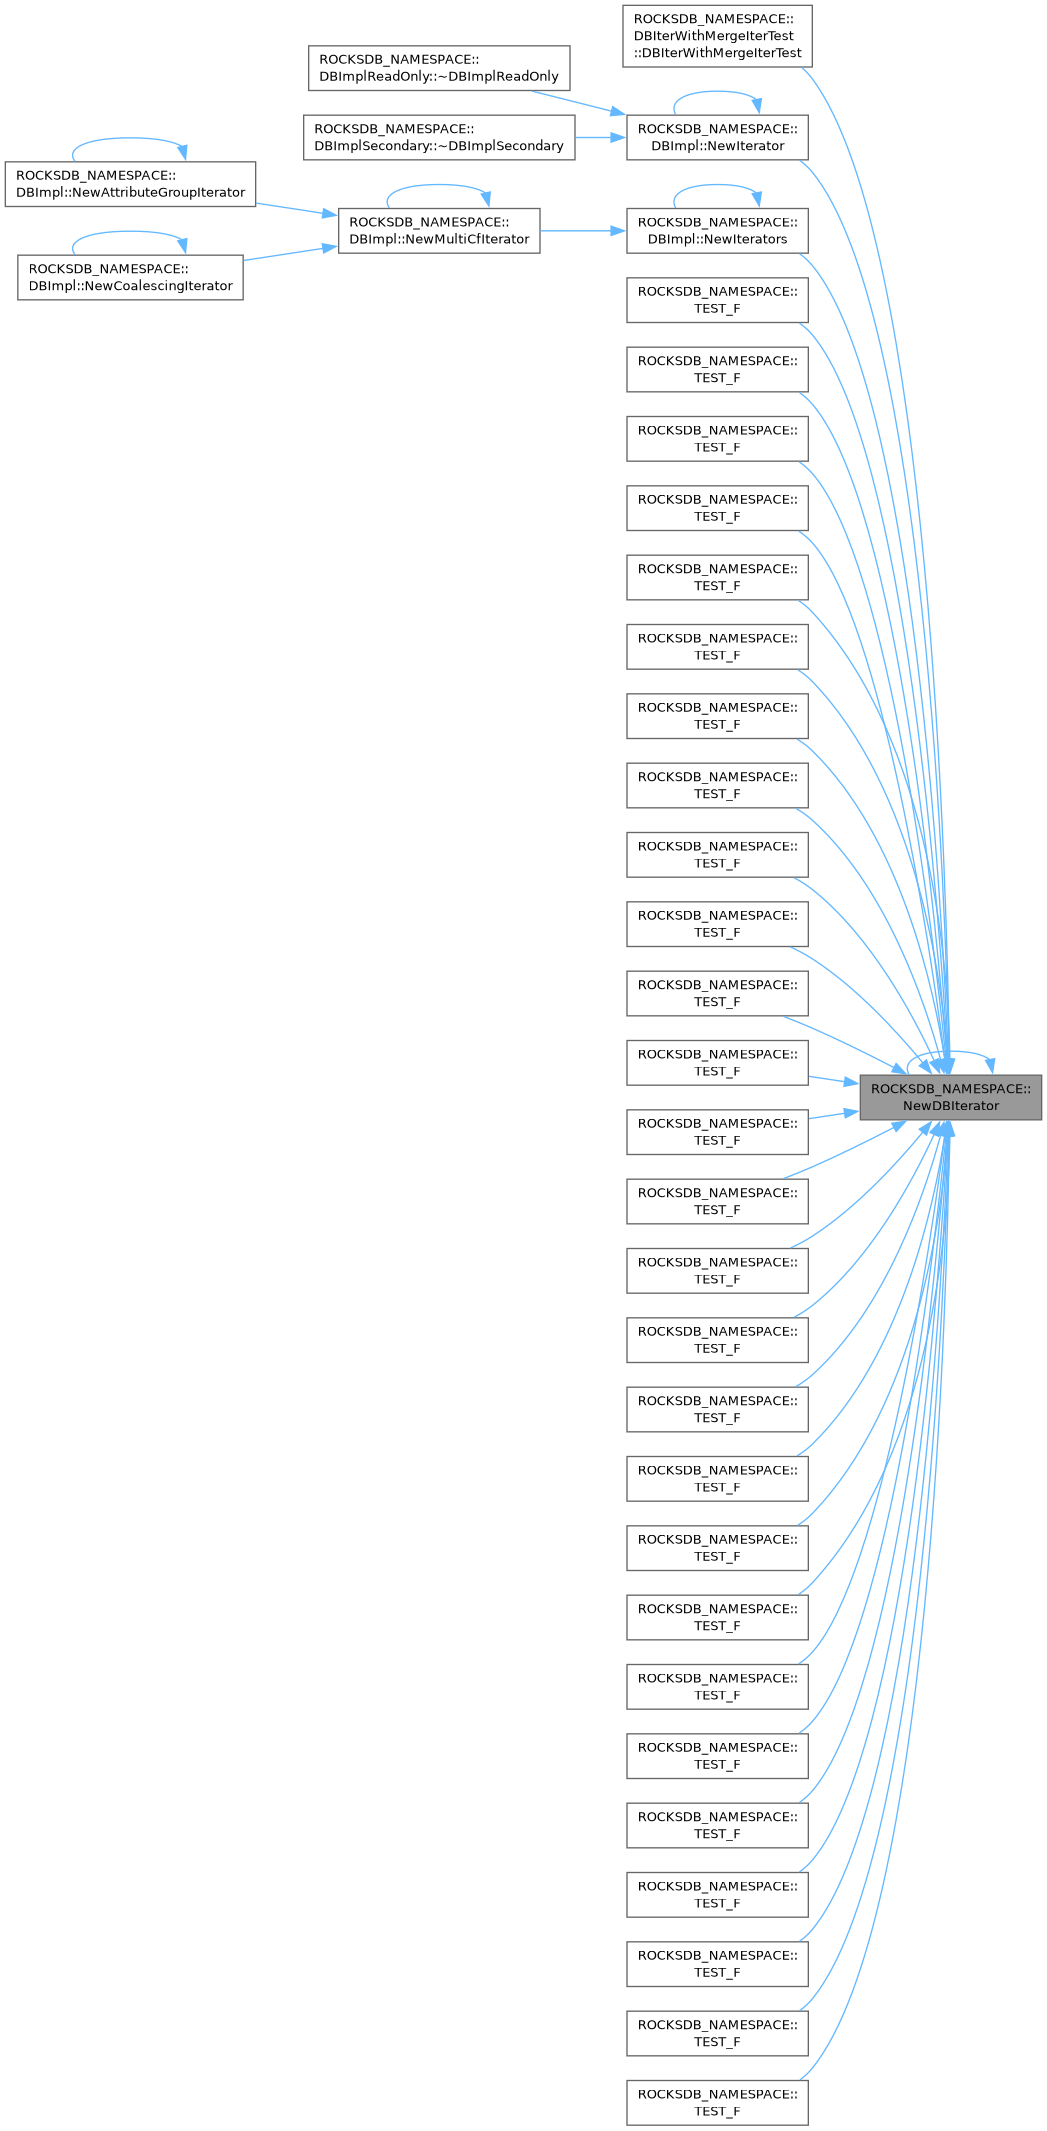 ROCKSDB_NAMESPACE::
DBIterWithMergeIterTest
::DBIterWithMergeIterTest
ROCKSDB_NAMESPACE::
DBImplReadOnly::~DBImplReadOnly
ROCKSDB_NAMESPACE::
DBImplSecondary::~DBImplSecondary
ROCKSDB_NAMESPACE::
DBImpl::NewIterator
ROCKSDB_NAMESPACE::
DBImpl::NewAttributeGroupIterator
ROCKSDB_NAMESPACE::
DBImpl::NewMultiCfIterator
ROCKSDB_NAMESPACE::
DBImpl::NewIterators
ROCKSDB_NAMESPACE::
DBImpl::NewCoalescingIterator
ROCKSDB_NAMESPACE::
TEST_F
ROCKSDB_NAMESPACE::
TEST_F
ROCKSDB_NAMESPACE::
TEST_F
ROCKSDB_NAMESPACE::
TEST_F
ROCKSDB_NAMESPACE::
TEST_F
ROCKSDB_NAMESPACE::
TEST_F
ROCKSDB_NAMESPACE::
TEST_F
ROCKSDB_NAMESPACE::
TEST_F
ROCKSDB_NAMESPACE::
TEST_F
ROCKSDB_NAMESPACE::
TEST_F
ROCKSDB_NAMESPACE::
TEST_F
ROCKSDB_NAMESPACE::
TEST_F
ROCKSDB_NAMESPACE::
NewDBIterator
ROCKSDB_NAMESPACE::
TEST_F
ROCKSDB_NAMESPACE::
TEST_F
ROCKSDB_NAMESPACE::
TEST_F
ROCKSDB_NAMESPACE::
TEST_F
ROCKSDB_NAMESPACE::
TEST_F
ROCKSDB_NAMESPACE::
TEST_F
ROCKSDB_NAMESPACE::
TEST_F
ROCKSDB_NAMESPACE::
TEST_F
ROCKSDB_NAMESPACE::
TEST_F
ROCKSDB_NAMESPACE::
TEST_F
ROCKSDB_NAMESPACE::
TEST_F
ROCKSDB_NAMESPACE::
TEST_F
ROCKSDB_NAMESPACE::
TEST_F
ROCKSDB_NAMESPACE::
TEST_F
ROCKSDB_NAMESPACE::
TEST_F